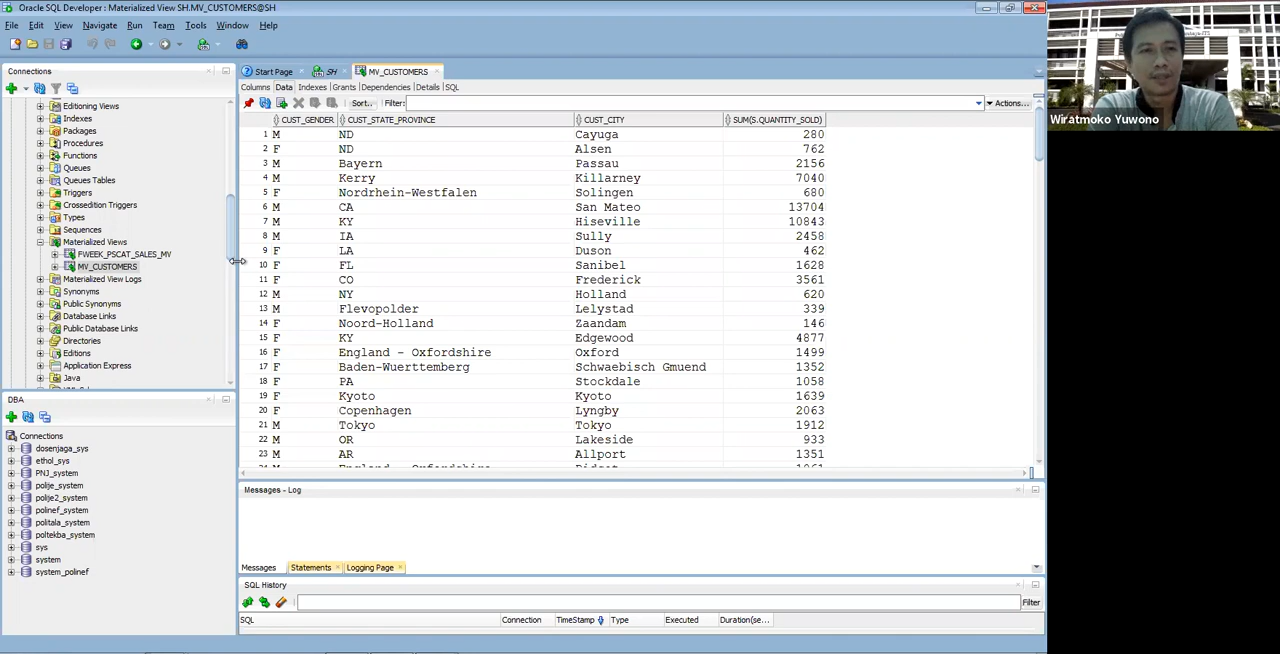 Oracle SQL Developer : Materialized View SH.MV_CUSTOMERS@SH
File Edit View Navigate Run Team Tools Window Help
Connections
Editioning Views
Indexes
Packages
Procedures
Functions
Queues
Queues Tables
Triggers
Crossedition Triggers
Types
Sequences
Materialized Views
FWEEK_PSCAT_SALES_MV
MV_CUSTOMERS
Materialized View Logs
Synonyms
Public Synonyms
Database Links
Public Database Links
Directories
Editions
Application Express
Java
DBA
Connections
dosenjaga_sys
ethol_sys
PNJ_system
polije_system
polije2_system
polinef_system
politala_system
poltekba_system
sys
system
system_polinef
Start Page SH MV_CUSTOMERS
Columns Data Indexes Grants Dependencies Details SQL
Sort.. Filter: Actions...
CUST_GENDER CUST_STATE_PROVINCE CUST_CITY SUM(S.QUANTITY_SOLD)
1 M ND Cayuga 280
2 F ND Alsen 762
3 M Bayern Passau 2156
4 M Kerry Killarney 7040
5 F Nordrhein-Westfalen Solingen 680
6 M CA San Mateo 13704
7 M KY Hiseville 10843
8 M IA Sully 2458
9 F LA Duson 462
10 F FL Sanibel 1628
11 F CO Frederick 3561
12 M NY Holland 620
13 M Flevopolder Lelystad 339
14 F Noord-Holland Zaandam 146
15 F KY Edgewood 4877
16 F England - Oxfordshire Oxford 1499
17 F Baden-Wuerttemberg Schwaebisch Gmuend 1352
18 F PA Stockdale 1058
19 F Kyoto Kyoto 1639
20 F Copenhagen Lyngby 2063
21 M Tokyo Tokyo 1912
22 M OR Lakeside 933
23 M AR Allport 1351
Messages - Log
Messages Statements Logging Page
SQL History
Filter
SQL Connection TimeStamp Type Executed Duration(se...
Wiratmoko Yuwono